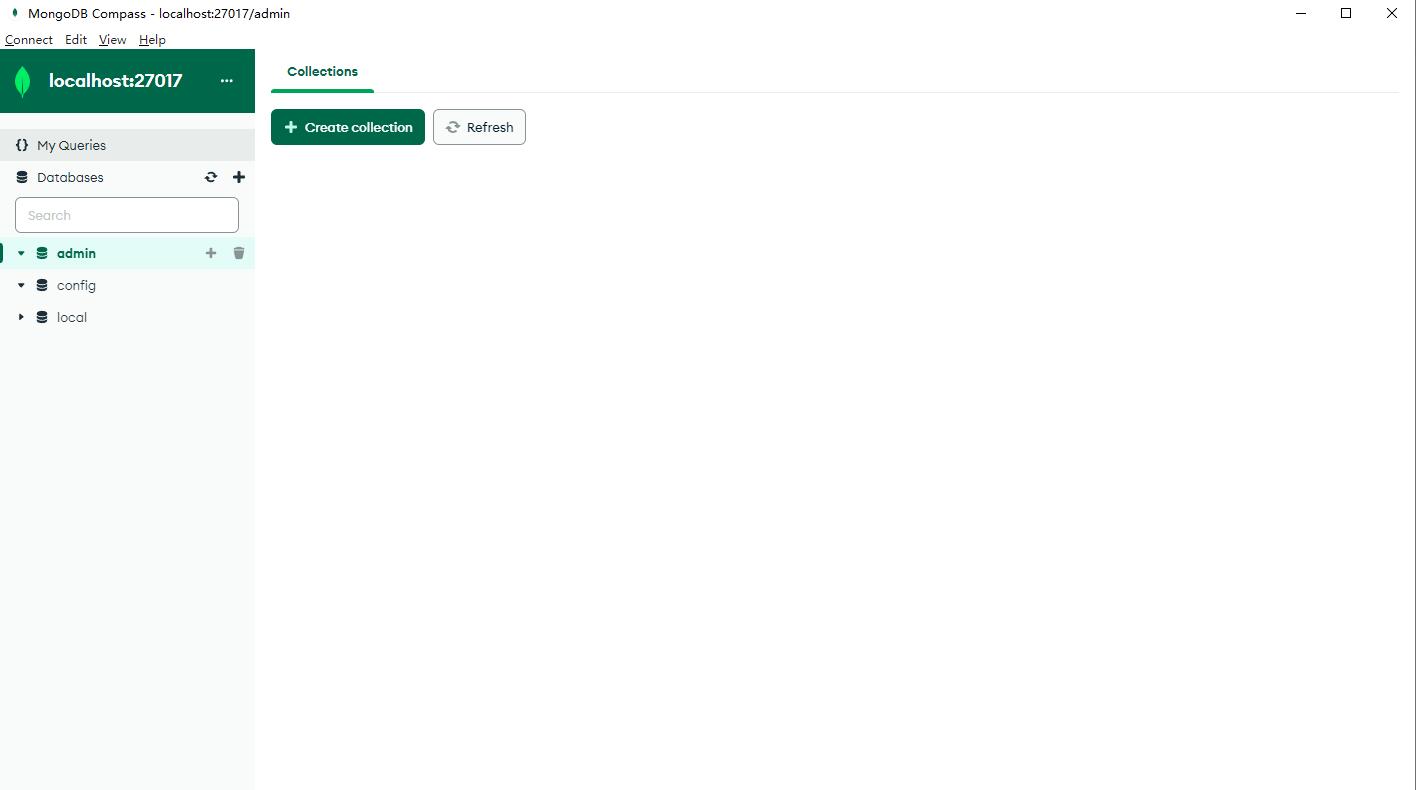 MongoDB Compass - localhost:27017/admin
Connect Edit View Help
localhost:27017 ...
Collections
Create collection Refresh
{} My Queries
Databases
Search
admin
config
local